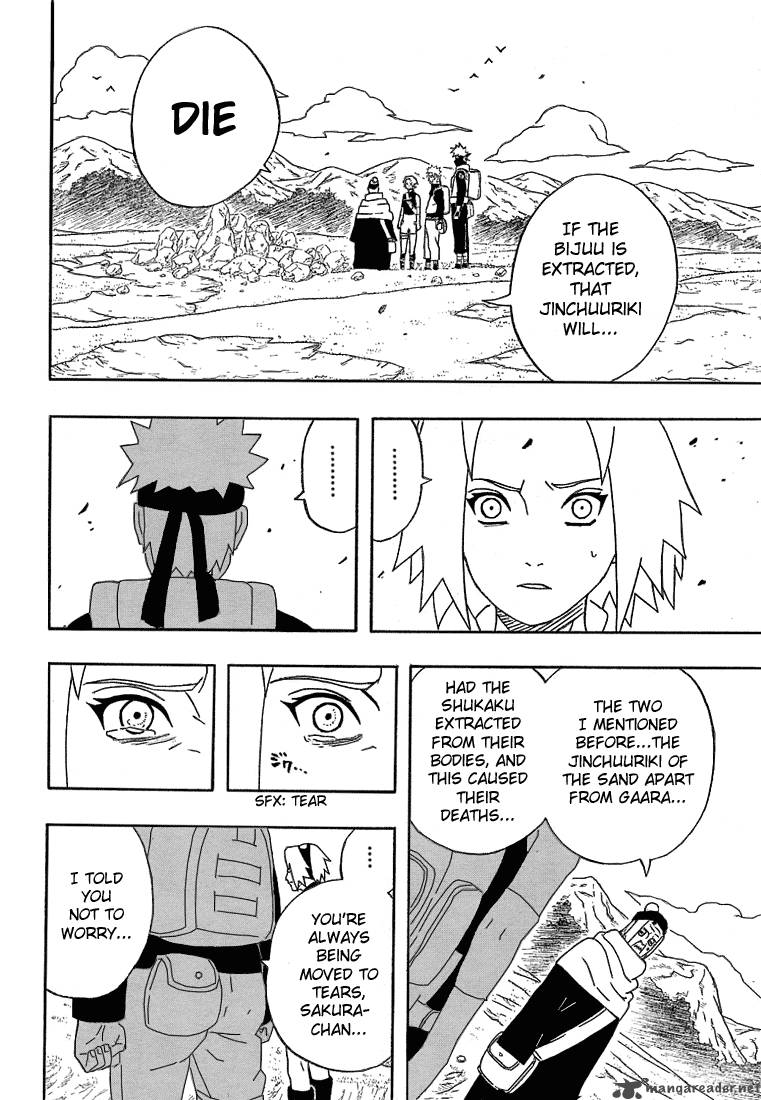 IF THE
BIJUU IS
EXTRACTED,
THAT
JINCHUURIKI
WILL...
DIE
........
........
THE TWO
I MENTIONED
BEFORE...THE
JINCHUURIKI OF
THE SAND APART
FROM GAARA...
HAD THE
SHUKAKU
EXTRACTED
FROM THEIR
BODIES, AND
THIS CAUSED
THEIR
DEATHS...
ジワ...
SFX: TEAR
....
YOU'RE
ALWAYS
BEING
MOVED TO
TEARS,
SAKURA-
CHAN...
I TOLD
YOU
NOT TO
WORRY...
mangareader.net